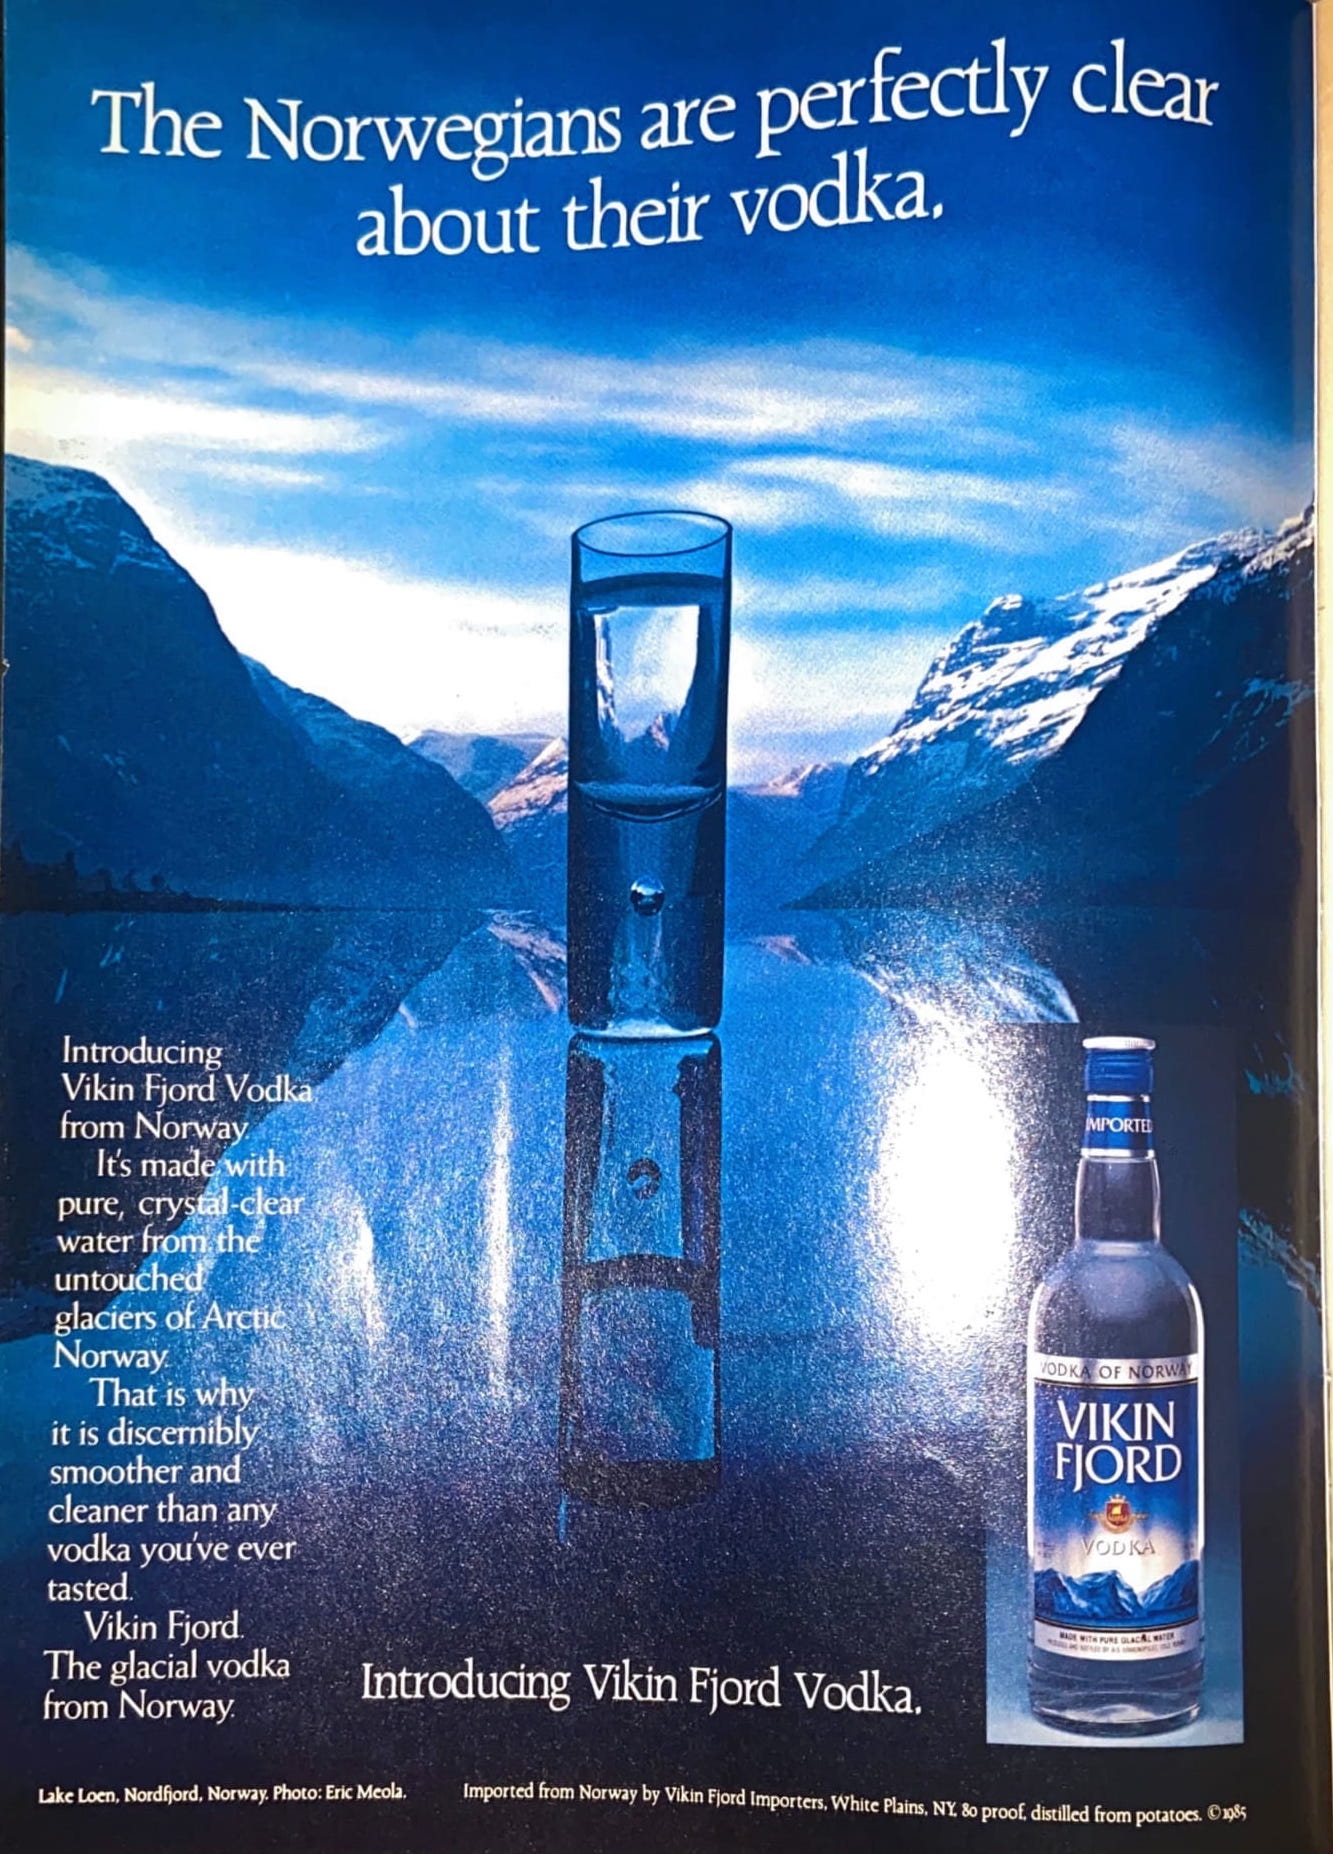 The Norwegians are perfectly clear
about their vodka.
Introducing
Vikin Fjord Vodka
from Norway.
It's made with
pure, crystal-clear
water from the
untouched
glaciers of Arctic
Norway.
That is why
it is discernibly
smoother and
cleaner than any
vodka you've ever
tasted.
Vikin Fjord.
The glacial vodka
from Norway.
Introducing Vikin Fjord Vodka.
IMPORTED
VODKA OF NORWAY
VIKIN
FJORD
VODKA
MADE WITH PURE GLACIAL WATER
Lake Loen, Nordfjord, Norway. Photo: Eric Meola.
Imported from Norway by Vikin Fjord Importers, White Plains, NY. 80 proof, distilled from potatoes. © 1985